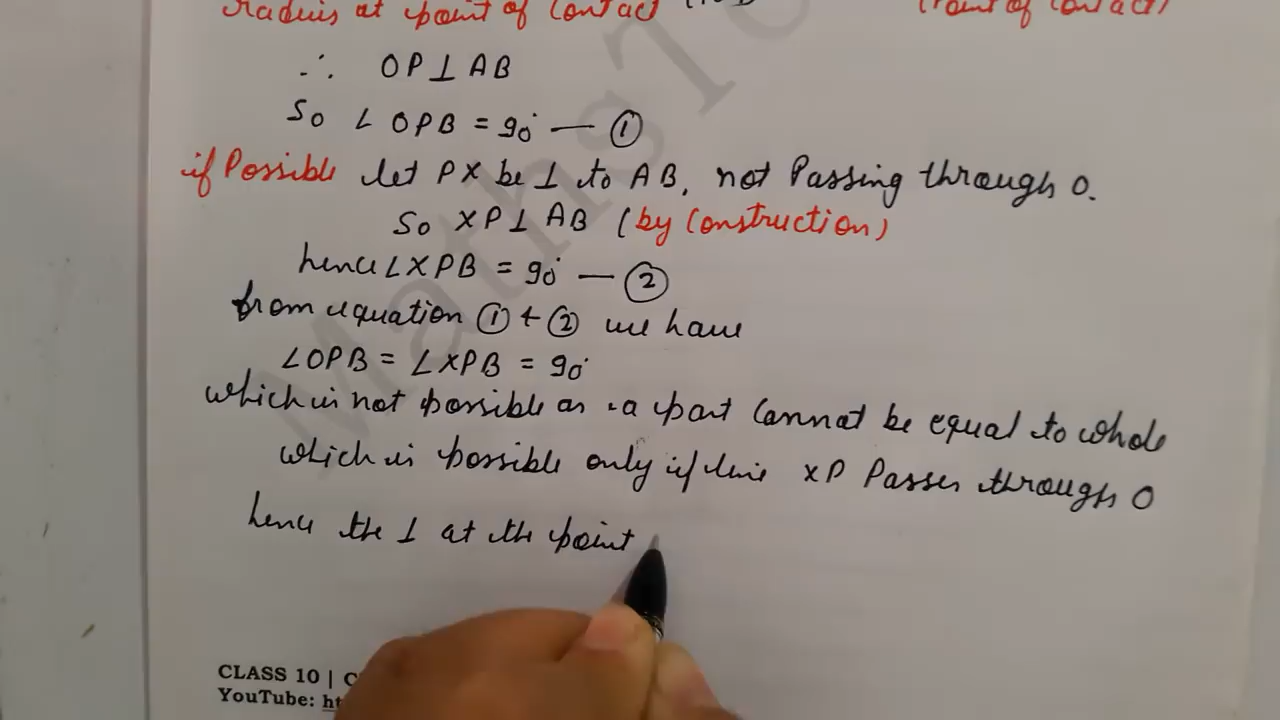 radius at point of contact
(Point of Contact)
∴ OP ⊥ AB
So ∠ OPB = 90° — ①
if Possible let PX be ⊥ to AB, not Passing through O.
So XP ⊥ AB (by Construction)
hence ∠XPB = 90° — ②
from equation ① + ② we have
∠OPB = ∠XPB = 90°
which is not possible as a part Cannot be equal to whole
which is possible only if line XP Passes through O
hence the ⊥ at the point
CLASS 10 | C
YouTube: ht
MathsT